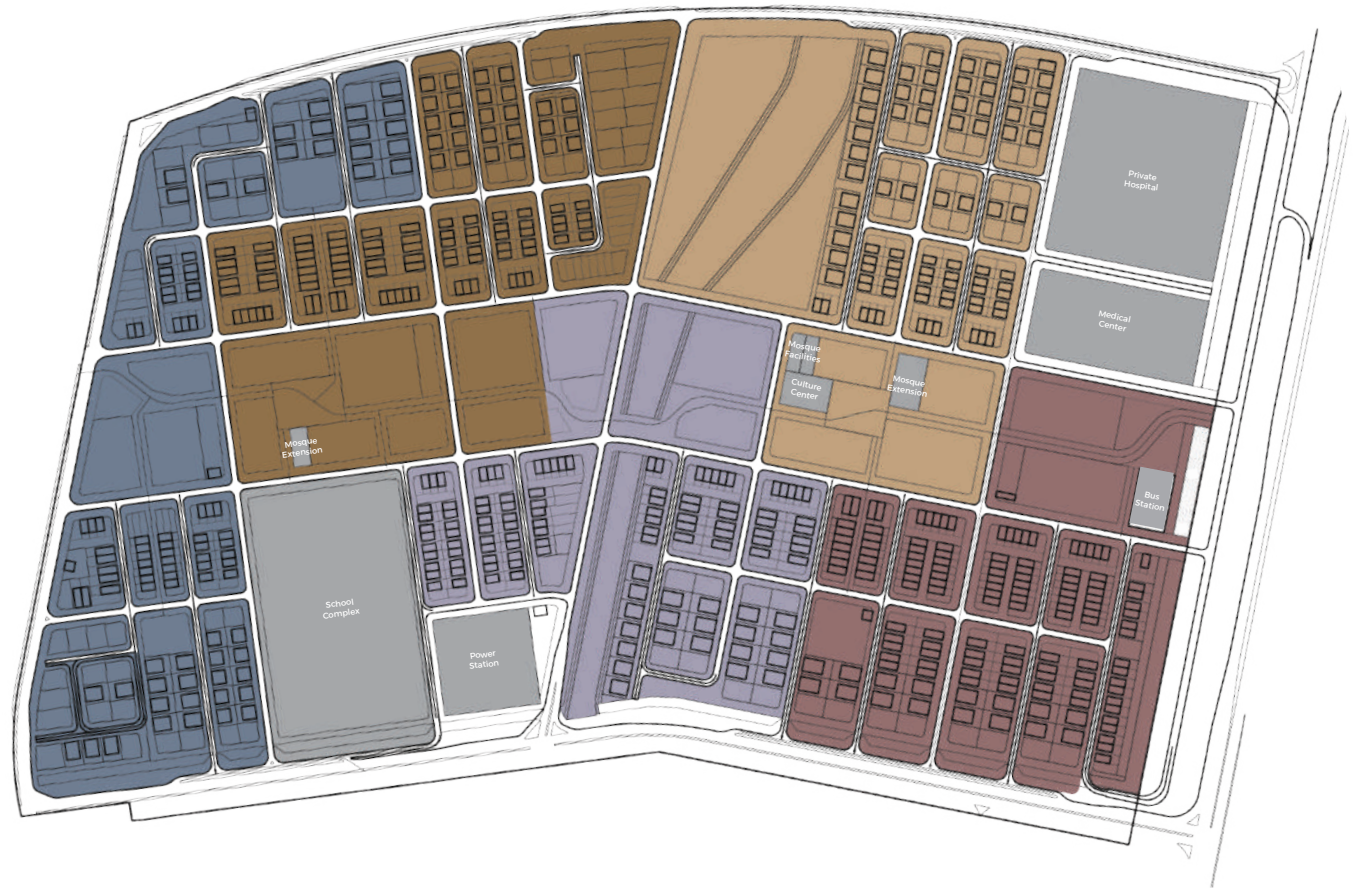 Private
Hospital
Medical
Center
Mosque
Facilities
Culture
Center
Mosque
Extension
Mosque
Extension
Bus
Station
School
Complex
Power
Station